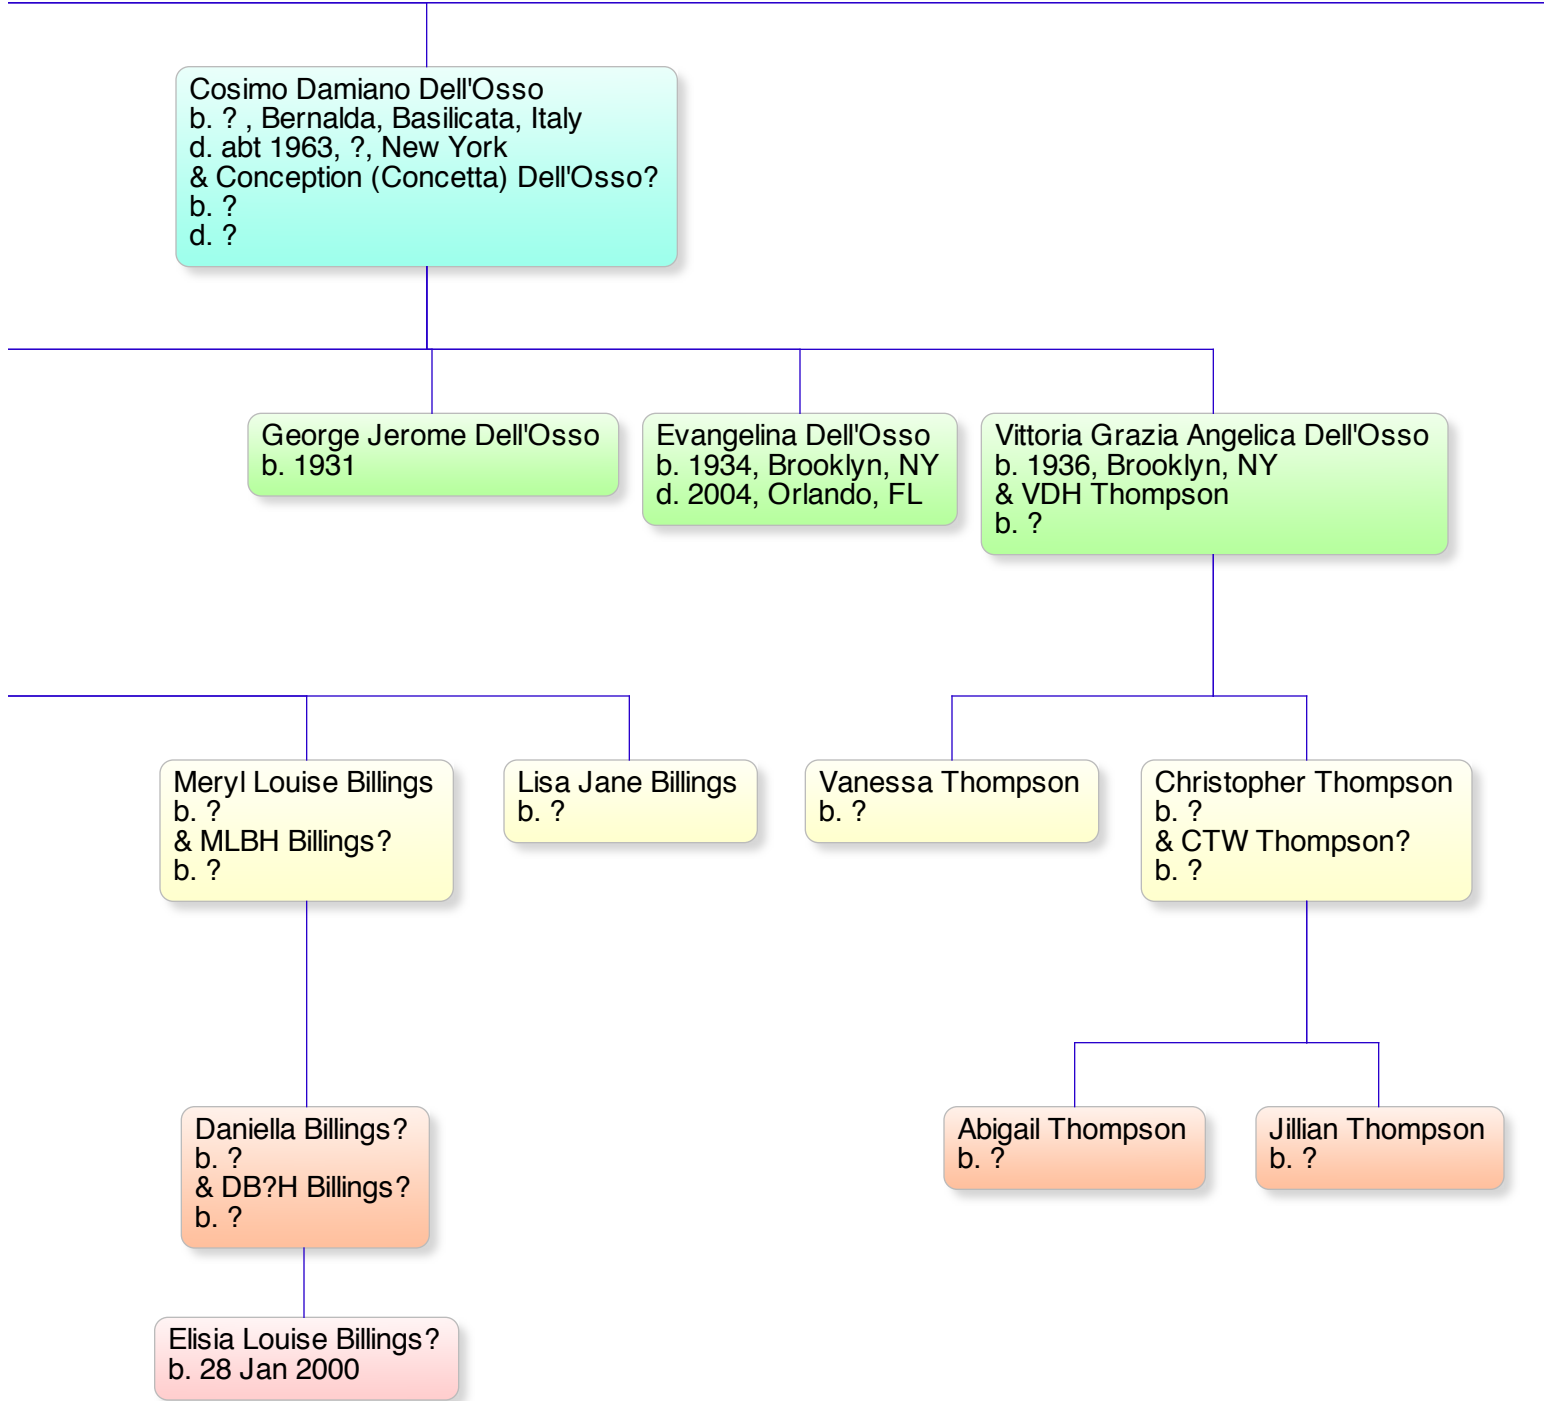 Cosimo Damiano Dell'Osso
b. ? , Bernalda, Basilicata, Italy
d. abt 1963, ?, New York
& Conception (Concetta) Dell'Osso?
b. ?
d. ?
George Jerome Dell'Osso
b. 1931
Evangelina Dell'Osso
b. 1934, Brooklyn, NY
d. 2004, Orlando, FL
Vittoria Grazia Angelica Dell'Osso
b. 1936, Brooklyn, NY
& VDH Thompson
b. ?
Meryl Louise Billings
b. ?
& MLBH Billings?
b. ?
Lisa Jane Billings
b. ?
Vanessa Thompson
b. ?
Christopher Thompson
b. ?
& CTW Thompson?
b. ?
Daniella Billings?
b. ?
& DB?H Billings?
b. ?
Abigail Thompson
b. ?
Jillian Thompson
b. ?
Elisia Louise Billings?
b. 28 Jan 2000